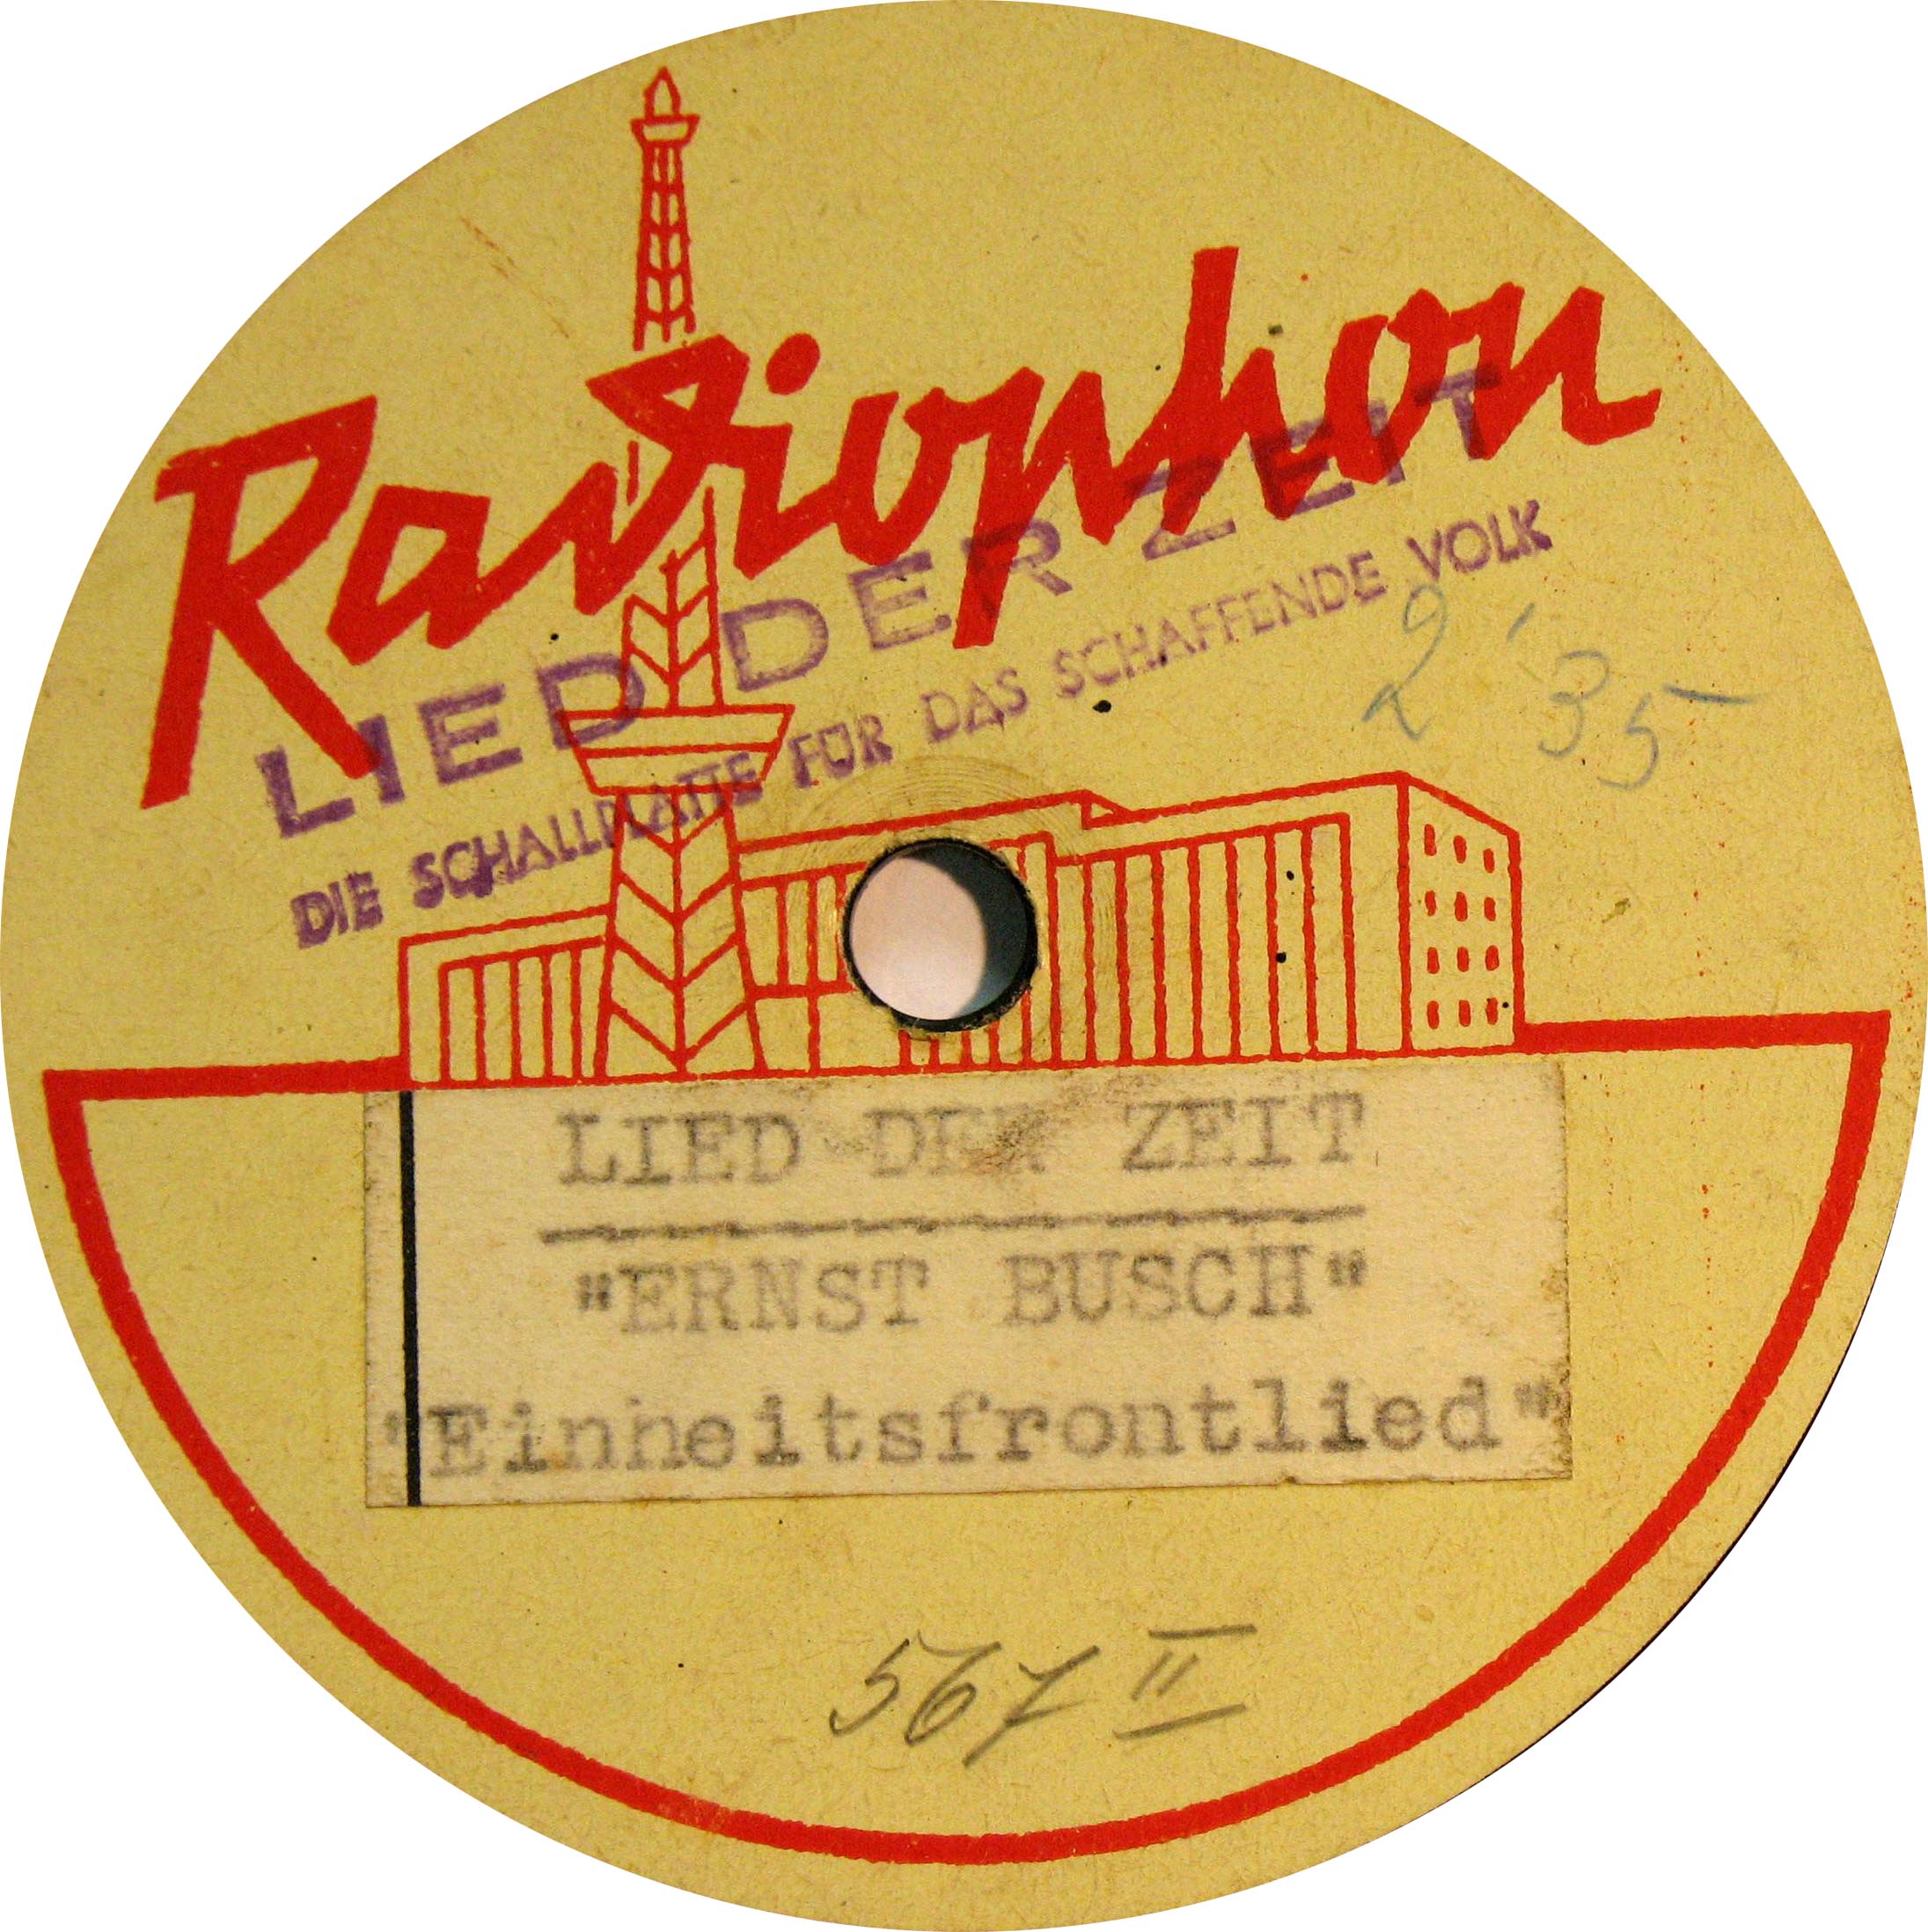 Radiophon
LIED DER ZEIT
DIE SCHALLPLATTE FÜR DAS SCHAFFENDE VOLK
2'35
LIED DER ZEIT
"ERNST BUSCH"
"Einheitsfrontlied"
567 II